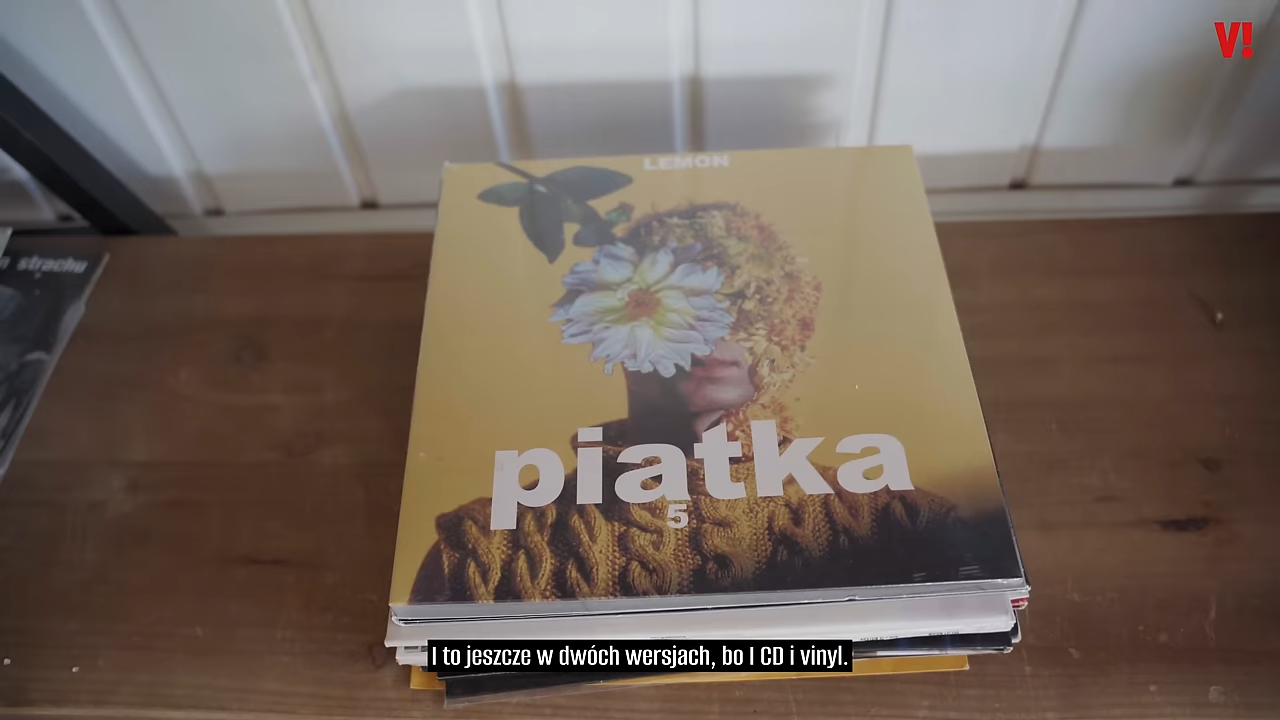 V!
LEMON
n strachu
piatka
5
I to jeszcze w dwóch wersjach, bo I CD i vinyl.